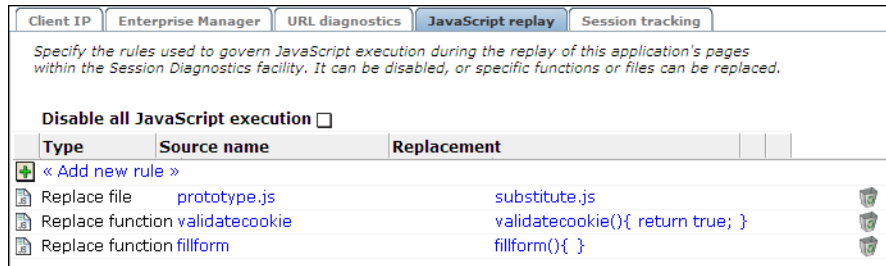 Client IP Enterprise Manager URL diagnostics JavaScript replay Session tracking
Specify the rules used to govern JavaScript execution during the replay of this application's pages
within the Session Diagnostics facility. It can be disabled, or specific functions or files can be replaced.
Disable all JavaScript execution
Type Source name Replacement
« Add new rule »
Replace file prototype.js substitute.js
Replace function validatecookie validatecookie(){ return true; }
Replace function fillform fillform(){ }